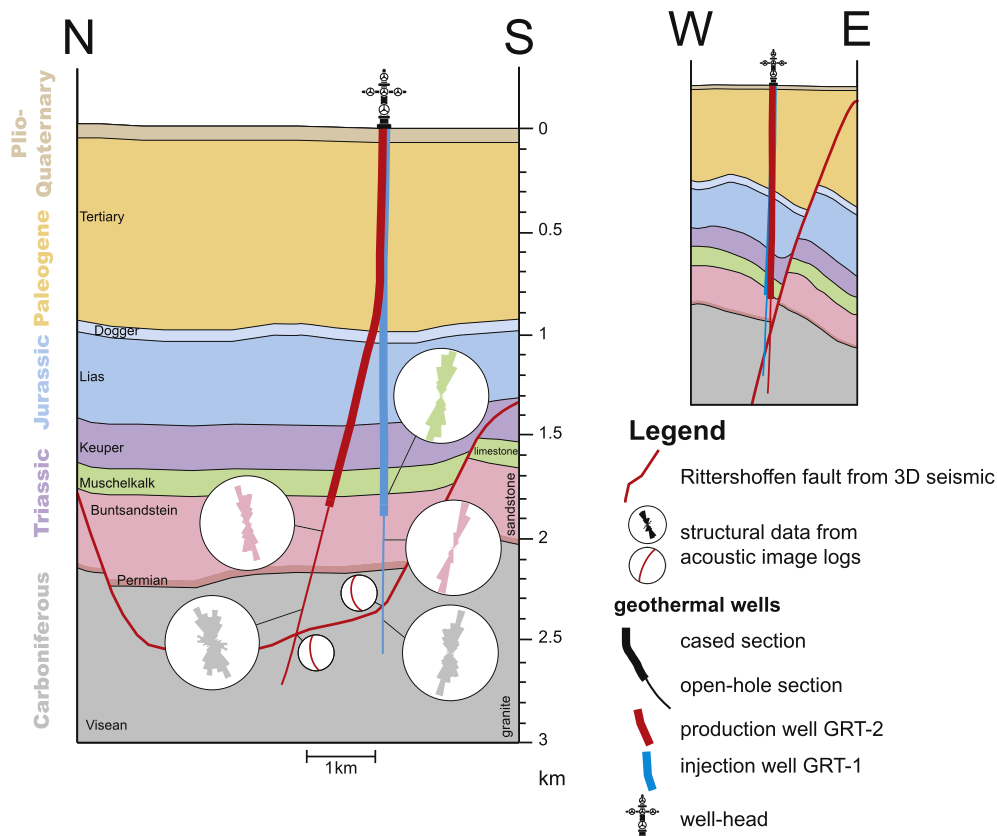 N
S
W
E
Plio-
Quaternary
Paleogene
Jurassic
Triassic
Carboniferous
Tertiary
Dogger
Lias
Keuper
Muschelkalk
Buntsandstein
Permian
Visean
limestone
sandstone
granite
0
0.5
1
1.5
2
2.5
3
km
1km
Legend
Rittershoffen fault from 3D seismic
structural data from
acoustic image logs
geothermal wells
cased section
open-hole section
production well GRT-2
injection well GRT-1
well-head